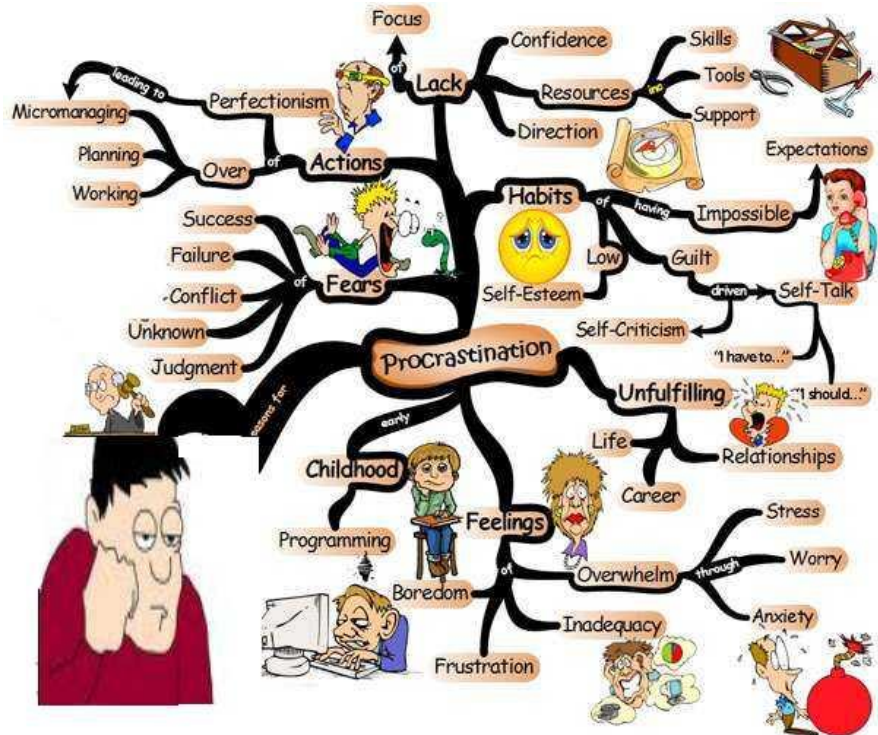 Focus
of
Lack
Confidence
Resources
inc
Skills
Tools
Support
Direction
leading to
Micromanaging
Perfectionism
Planning
Working
Over
of
Actions
Expectations
Habits
of
having
Impossible
Low
Self-Esteem
Guilt
driven
Self-Talk
Self-Criticism
"I have to..."
"I should..."
Success
Failure
Conflict
Unknown
Judgment
of
Fears
Procrastination
Unfulfilling
Life
Career
Relationships
early
Childhood
Programming
Feelings
of
Boredom
Frustration
Inadequacy
Overwhelm
through
Stress
Worry
Anxiety
for